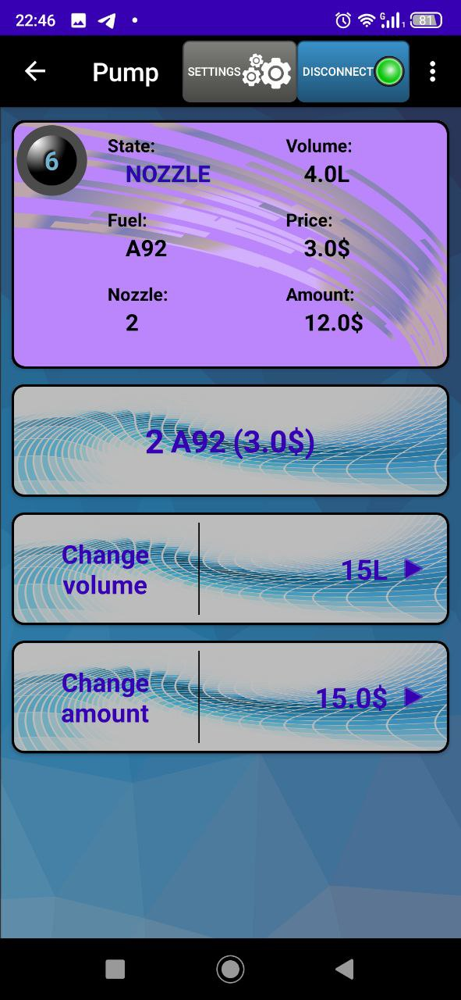 22:46
G
1
81
Pump
SETTINGS
DISCONNECT
6
State:
Volume:
NOZZLE
4.0L
Fuel:
Price:
A92
3.0$
Nozzle:
Amount:
2
12.0$
2 A92 (3.0$)
Change
volume
15L
Change
amount
15.0$